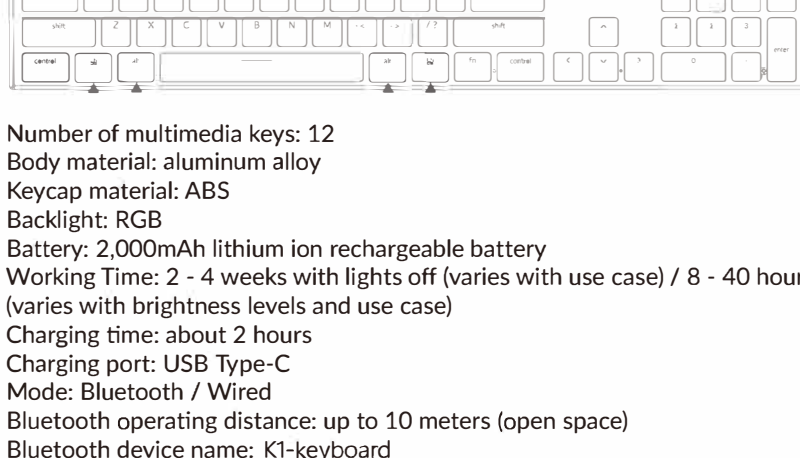 shift Z X C V B N M < > / ? shift 3
control alt alt fn control < > 0 . enter
Number of multimedia keys: 12
Body material: aluminum alloy
Keycap material: ABS
Backlight: RGB
Battery: 2,000mAh lithium ion rechargeable battery
Working Time: 2 - 4 weeks with lights off (varies with use case) / 8 - 40 hour
(varies with brightness levels and use case)
Charging time: about 2 hours
Charging port: USB Type-C
Mode: Bluetooth / Wired
Bluetooth operating distance: up to 10 meters (open space)
Bluetooth device name: K1-keyboard